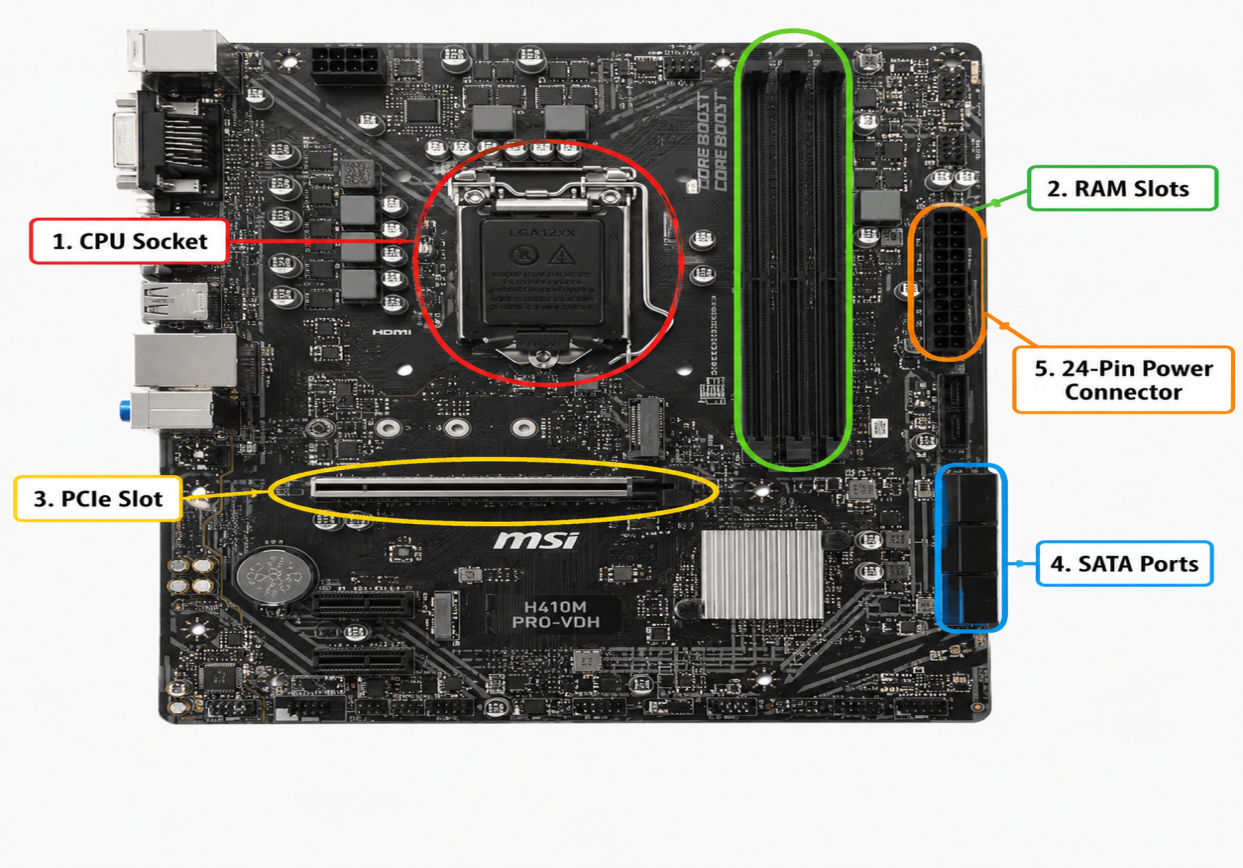 CORE BOOST
CORE BOOST
2. RAM Slots
1. CPU Socket
LGA12xx
HDMI
5. 24-Pin Power
Connector
3. PCIe Slot
msi
H410M
PRO-VDH
4. SATA Ports